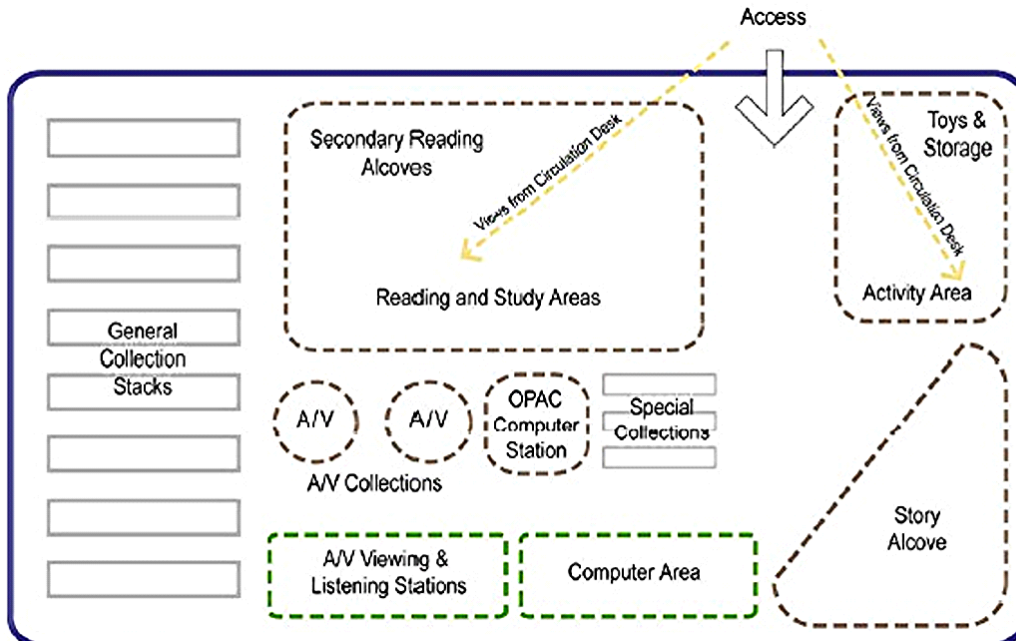 Access
Secondary Reading
Alcoves
Views from Circulation Desk
Views from Circulation Desk
Toys &
Storage
Reading and Study Areas
Activity Area
General
Collection
Stacks
A/V
A/V
OPAC
Computer
Station
Special
Collections
A/V Collections
A/V Viewing &
Listening Stations
Computer Area
Story
Alcove